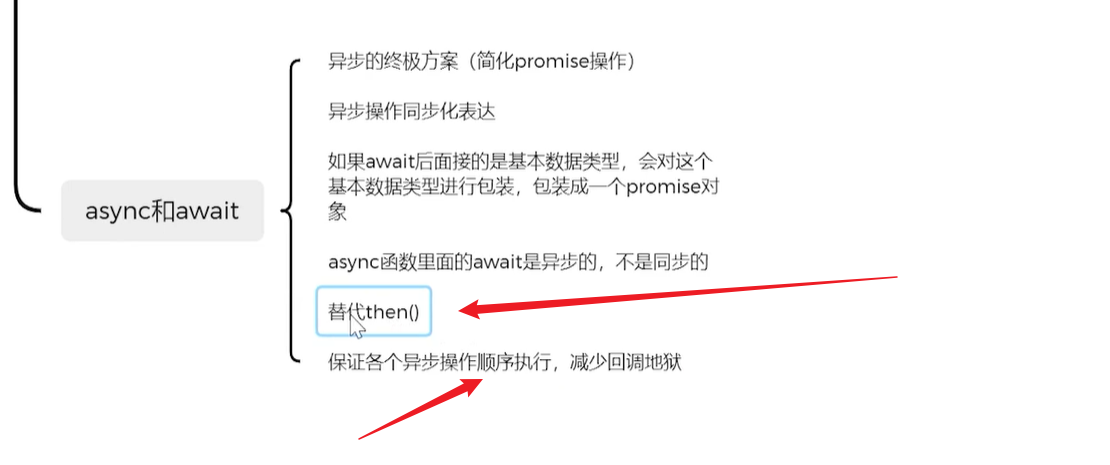 异步的终极方案（简化promise操作）
异步操作同步化表达
如果await后面接的是基本数据类型，会对这个
基本数据类型进行包装，包装成一个promise对
象
async和await
async函数里面的await是异步的，不是同步的
替代then()
保证各个异步操作顺序执行，减少回调地狱